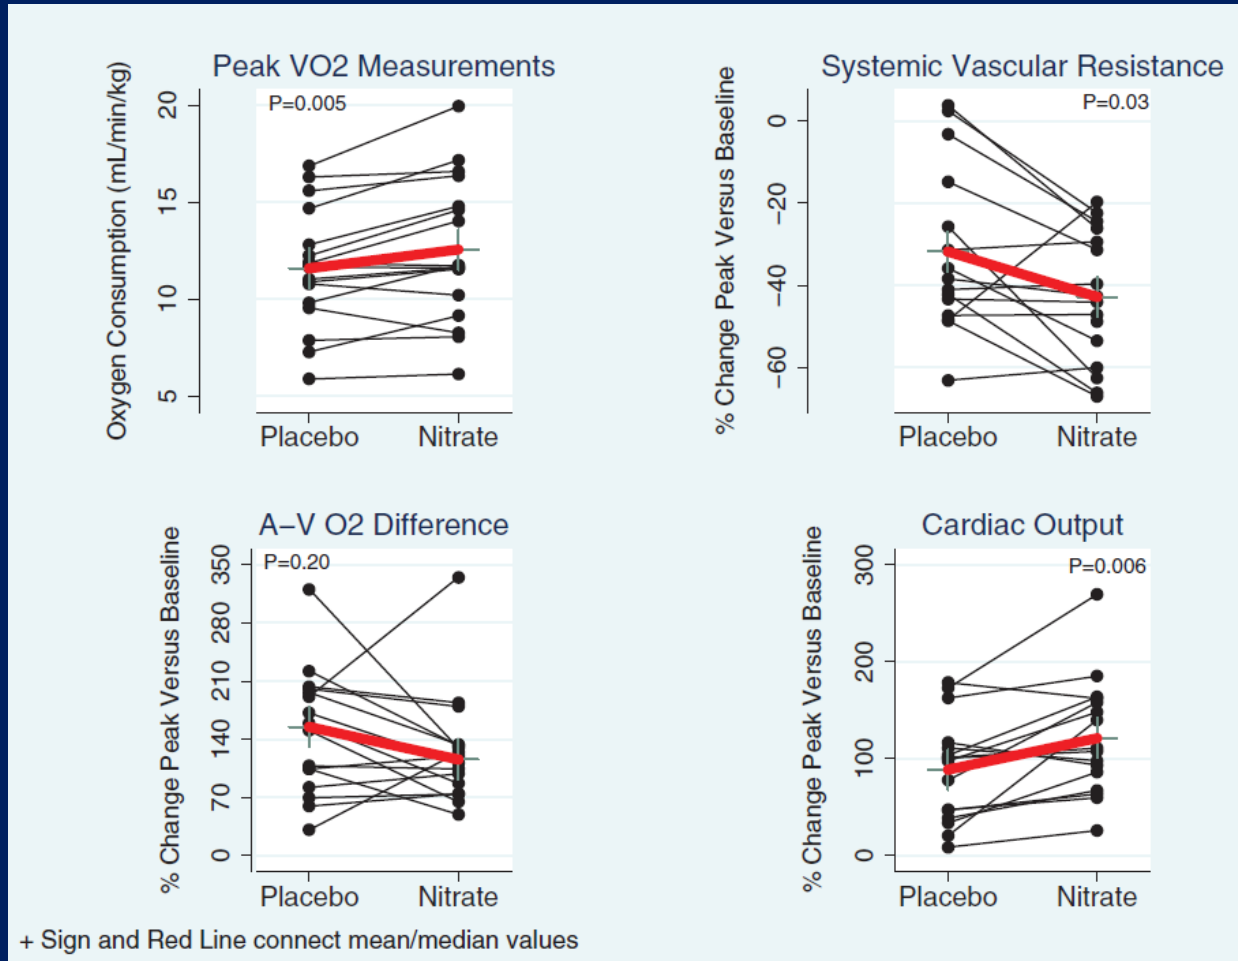 Peak VO2 Measurements
Oxygen Consumption (mL/min/kg)
P=0.005
20
15
10
5
Placebo Nitrate
Systemic Vascular Resistance
% Change Peak Versus Baseline
P=0.03
0
−20
−40
−60
Placebo Nitrate
A−V O2 Difference
% Change Peak Versus Baseline
P=0.20
350
280
210
140
70
0
Placebo Nitrate
Cardiac Output
% Change Peak Versus Baseline
P=0.006
300
200
100
0
Placebo Nitrate
+ Sign and Red Line connect mean/median values